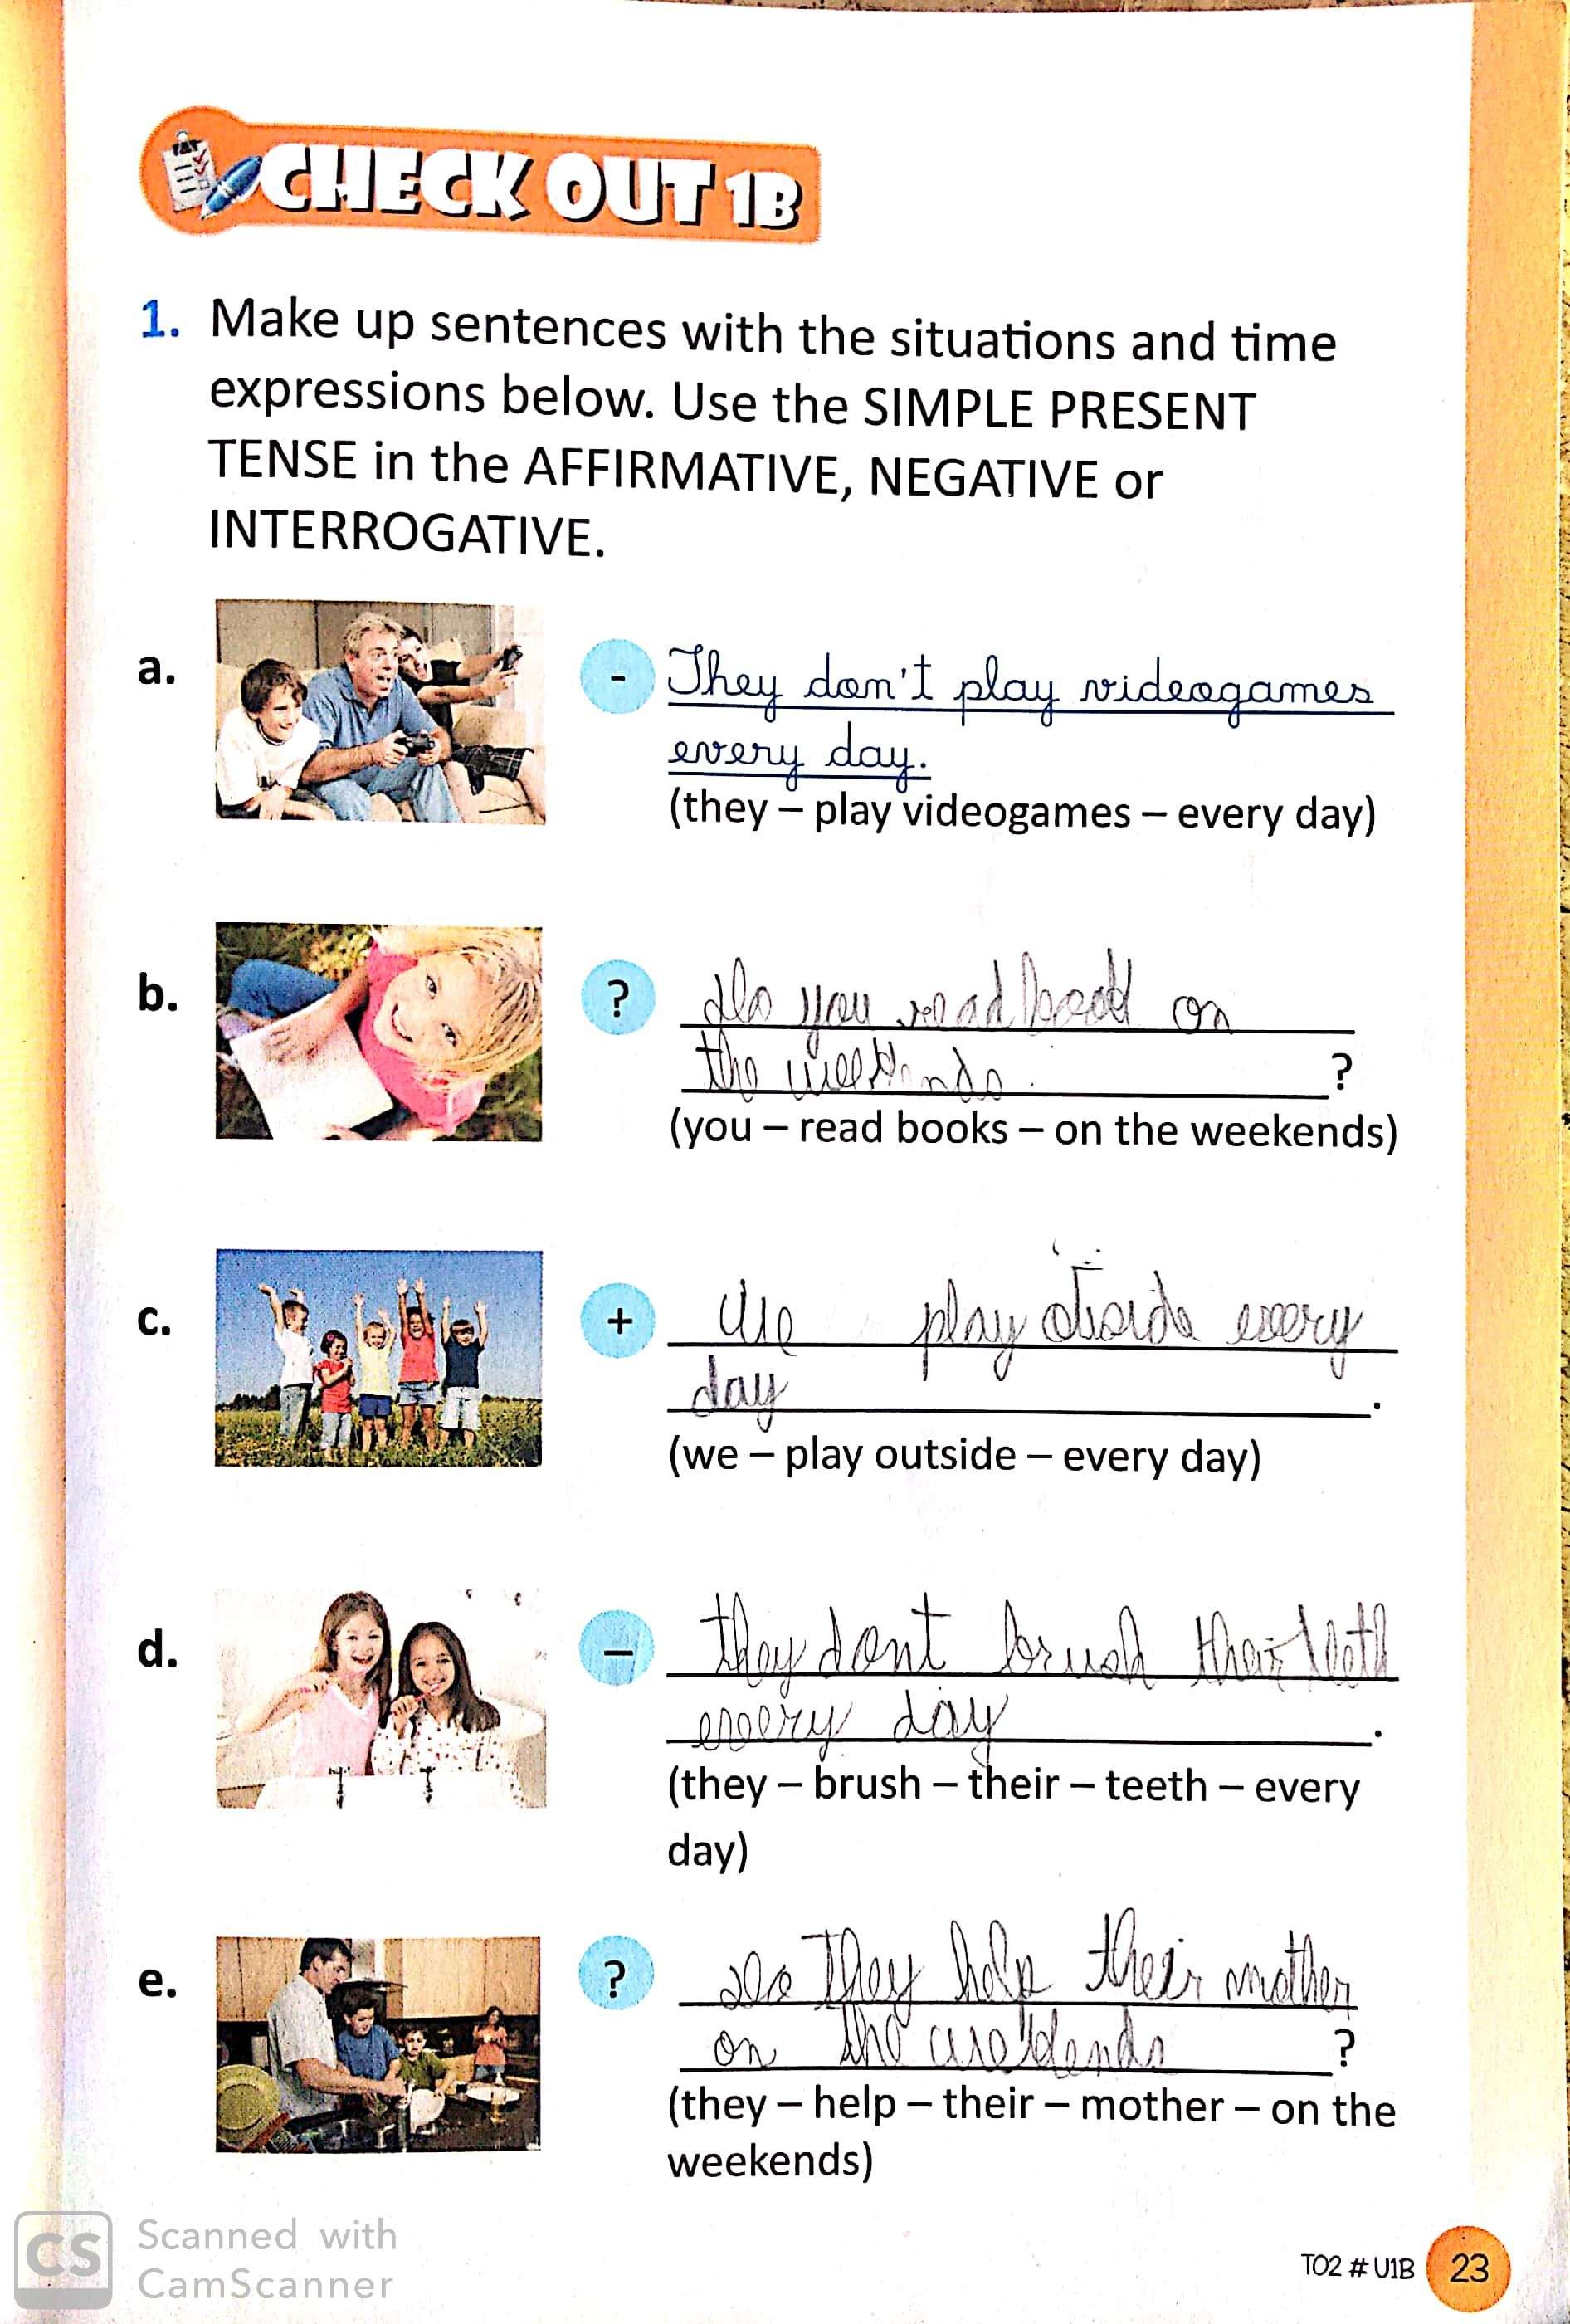 CHECK OUT 1B
1. Make up sentences with the situations and time
expressions below. Use the SIMPLE PRESENT
TENSE in the AFFIRMATIVE, NEGATIVE or
INTERROGATIVE.
a. - They don't play videogames
every day.
(they – play videogames – every day)
b. ? do you read on
the ?
(you – read books – on the weekends)
c. + we play every
day .
(we – play outside – every day)
d. – they dont brush their teeth
every day .
(they – brush – their – teeth – every
day)
e. ? do They help their mother
on the ?
(they – help – their – mother – on the
weekends)
CS Scanned with
CamScanner
TO2 # U1B 23